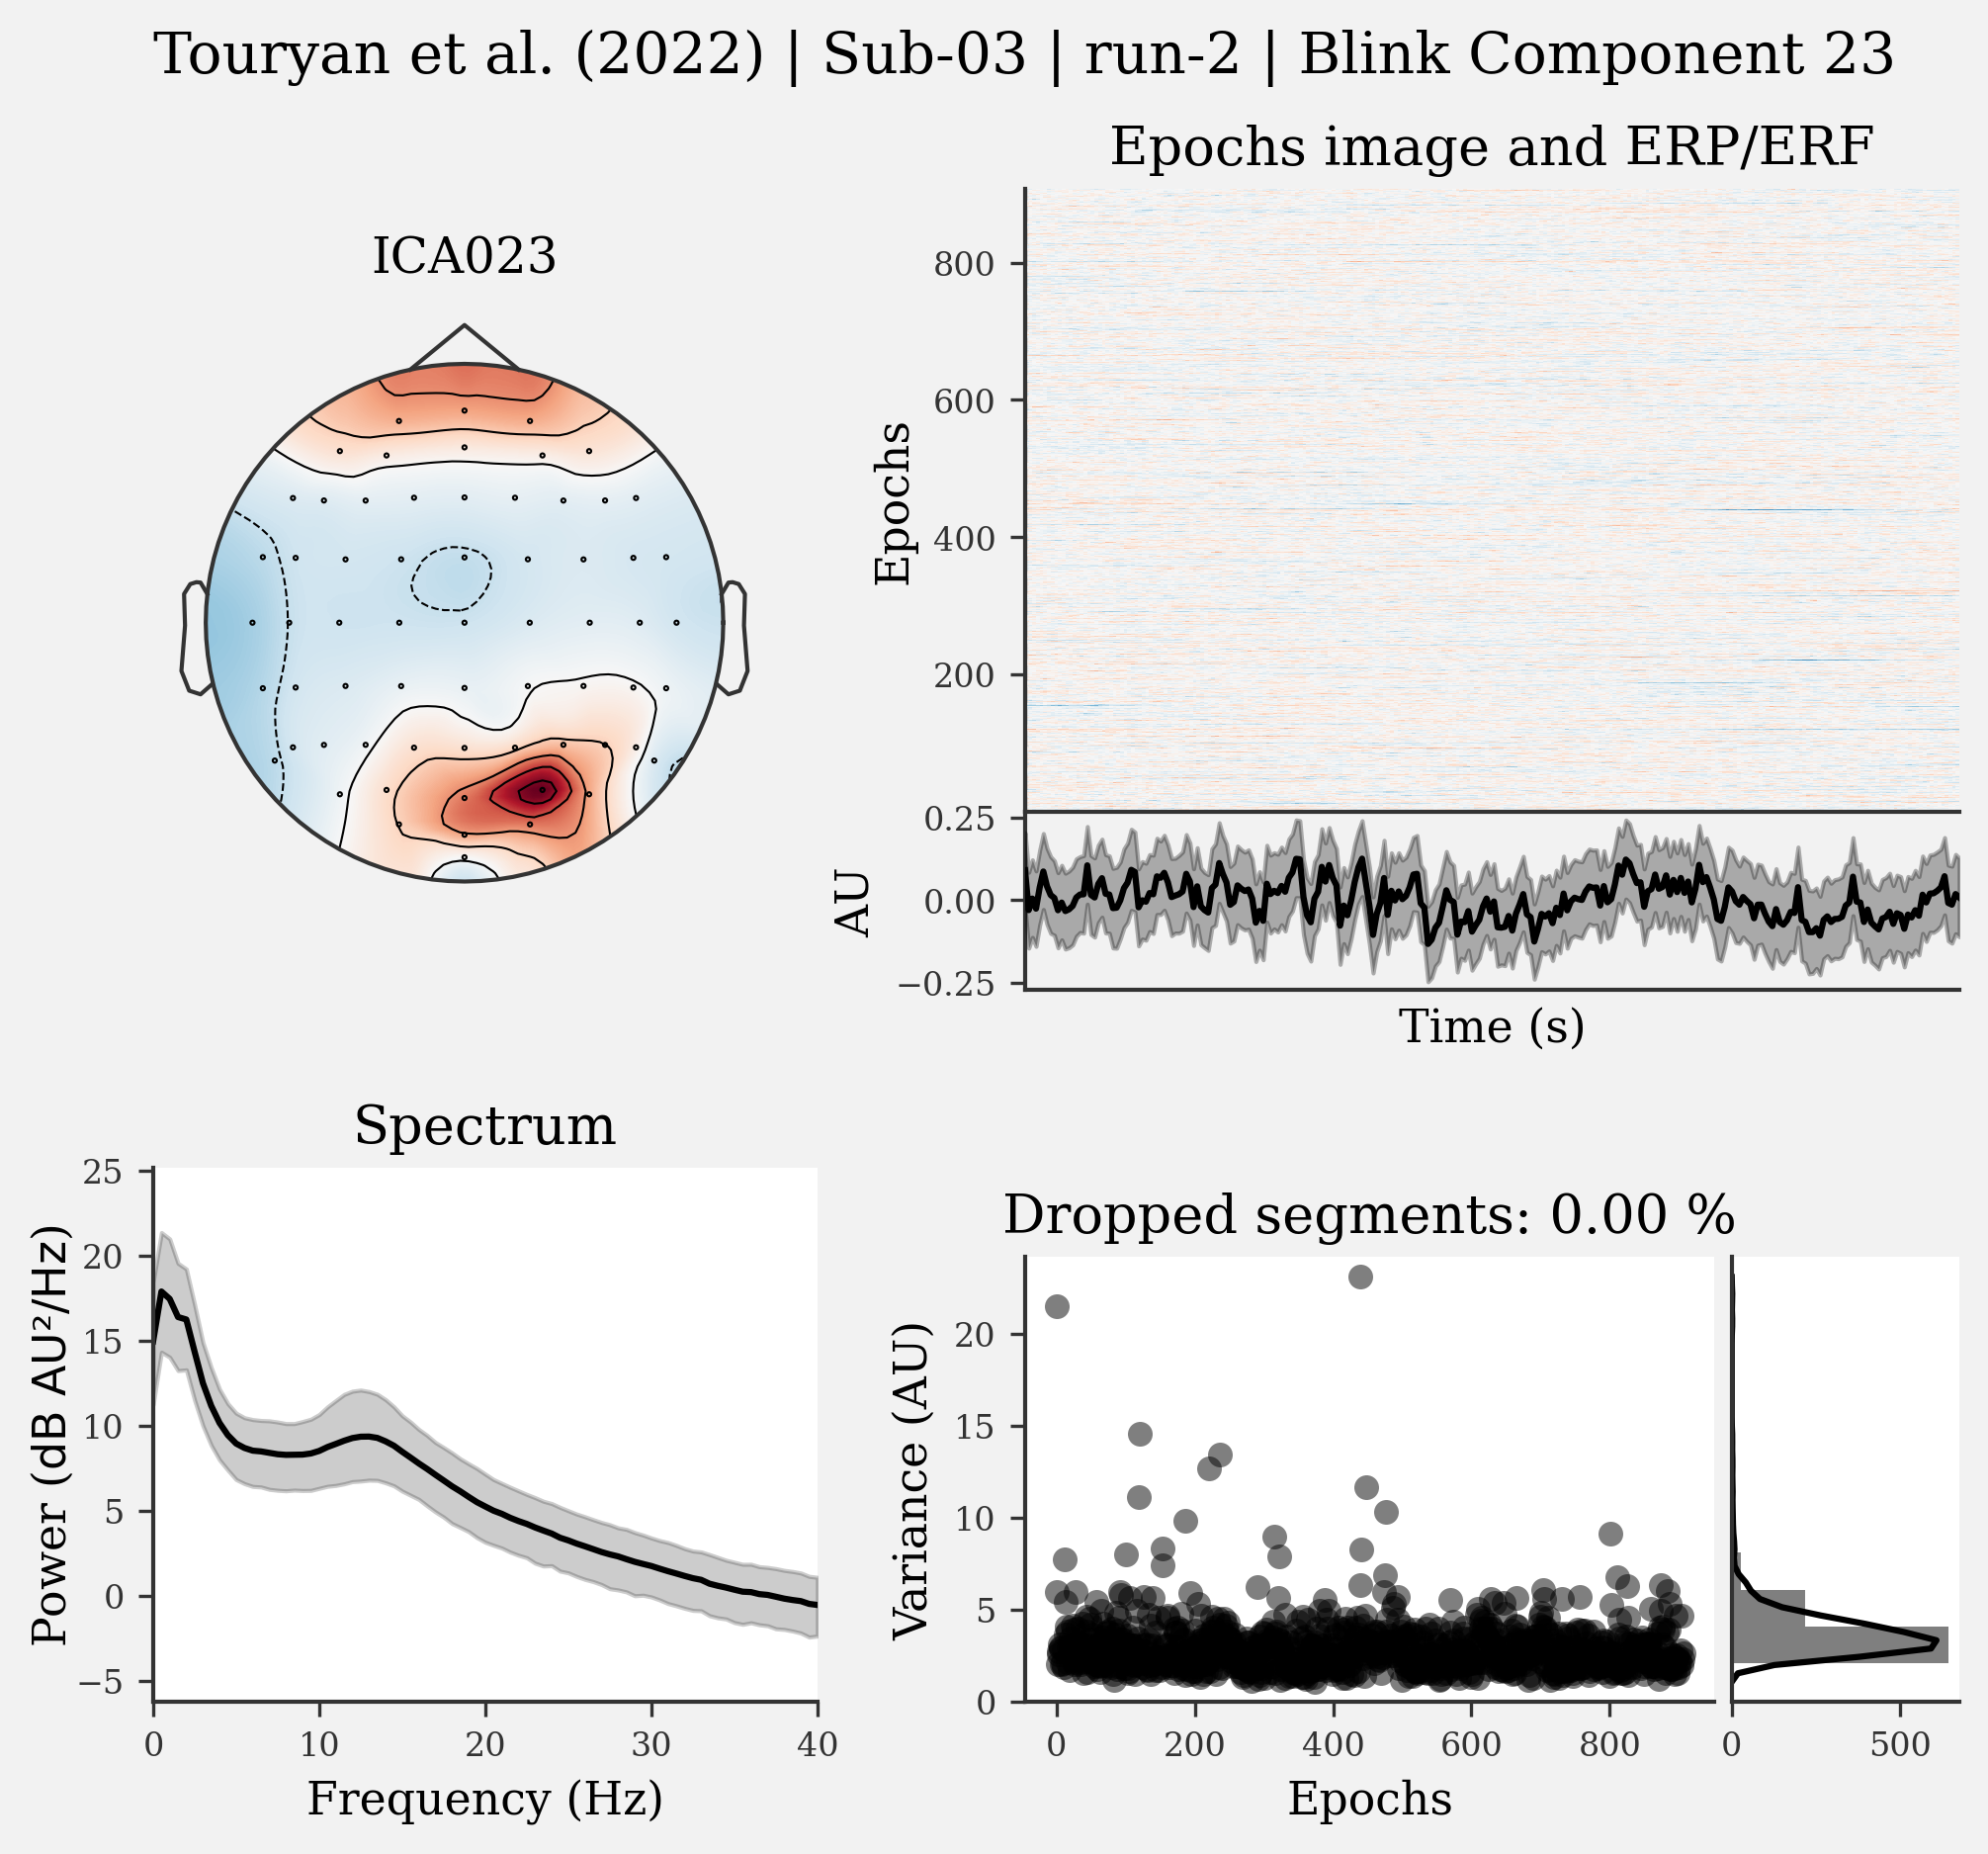 Touryan et al. (2022) | Sub-03 | run-2 | Blink Component 23
ICA023
Epochs image and ERP/ERF
Epochs
800
600
400
200
AU
0.25
0.00
−0.25
Time (s)
Spectrum
Power (dB AU²/Hz)
25
20
15
10
5
0
−5
0 10 20 30 40
Frequency (Hz)
Dropped segments: 0.00 %
Variance (AU)
20
15
10
5
0
0 200 400 600 800
Epochs
0 500